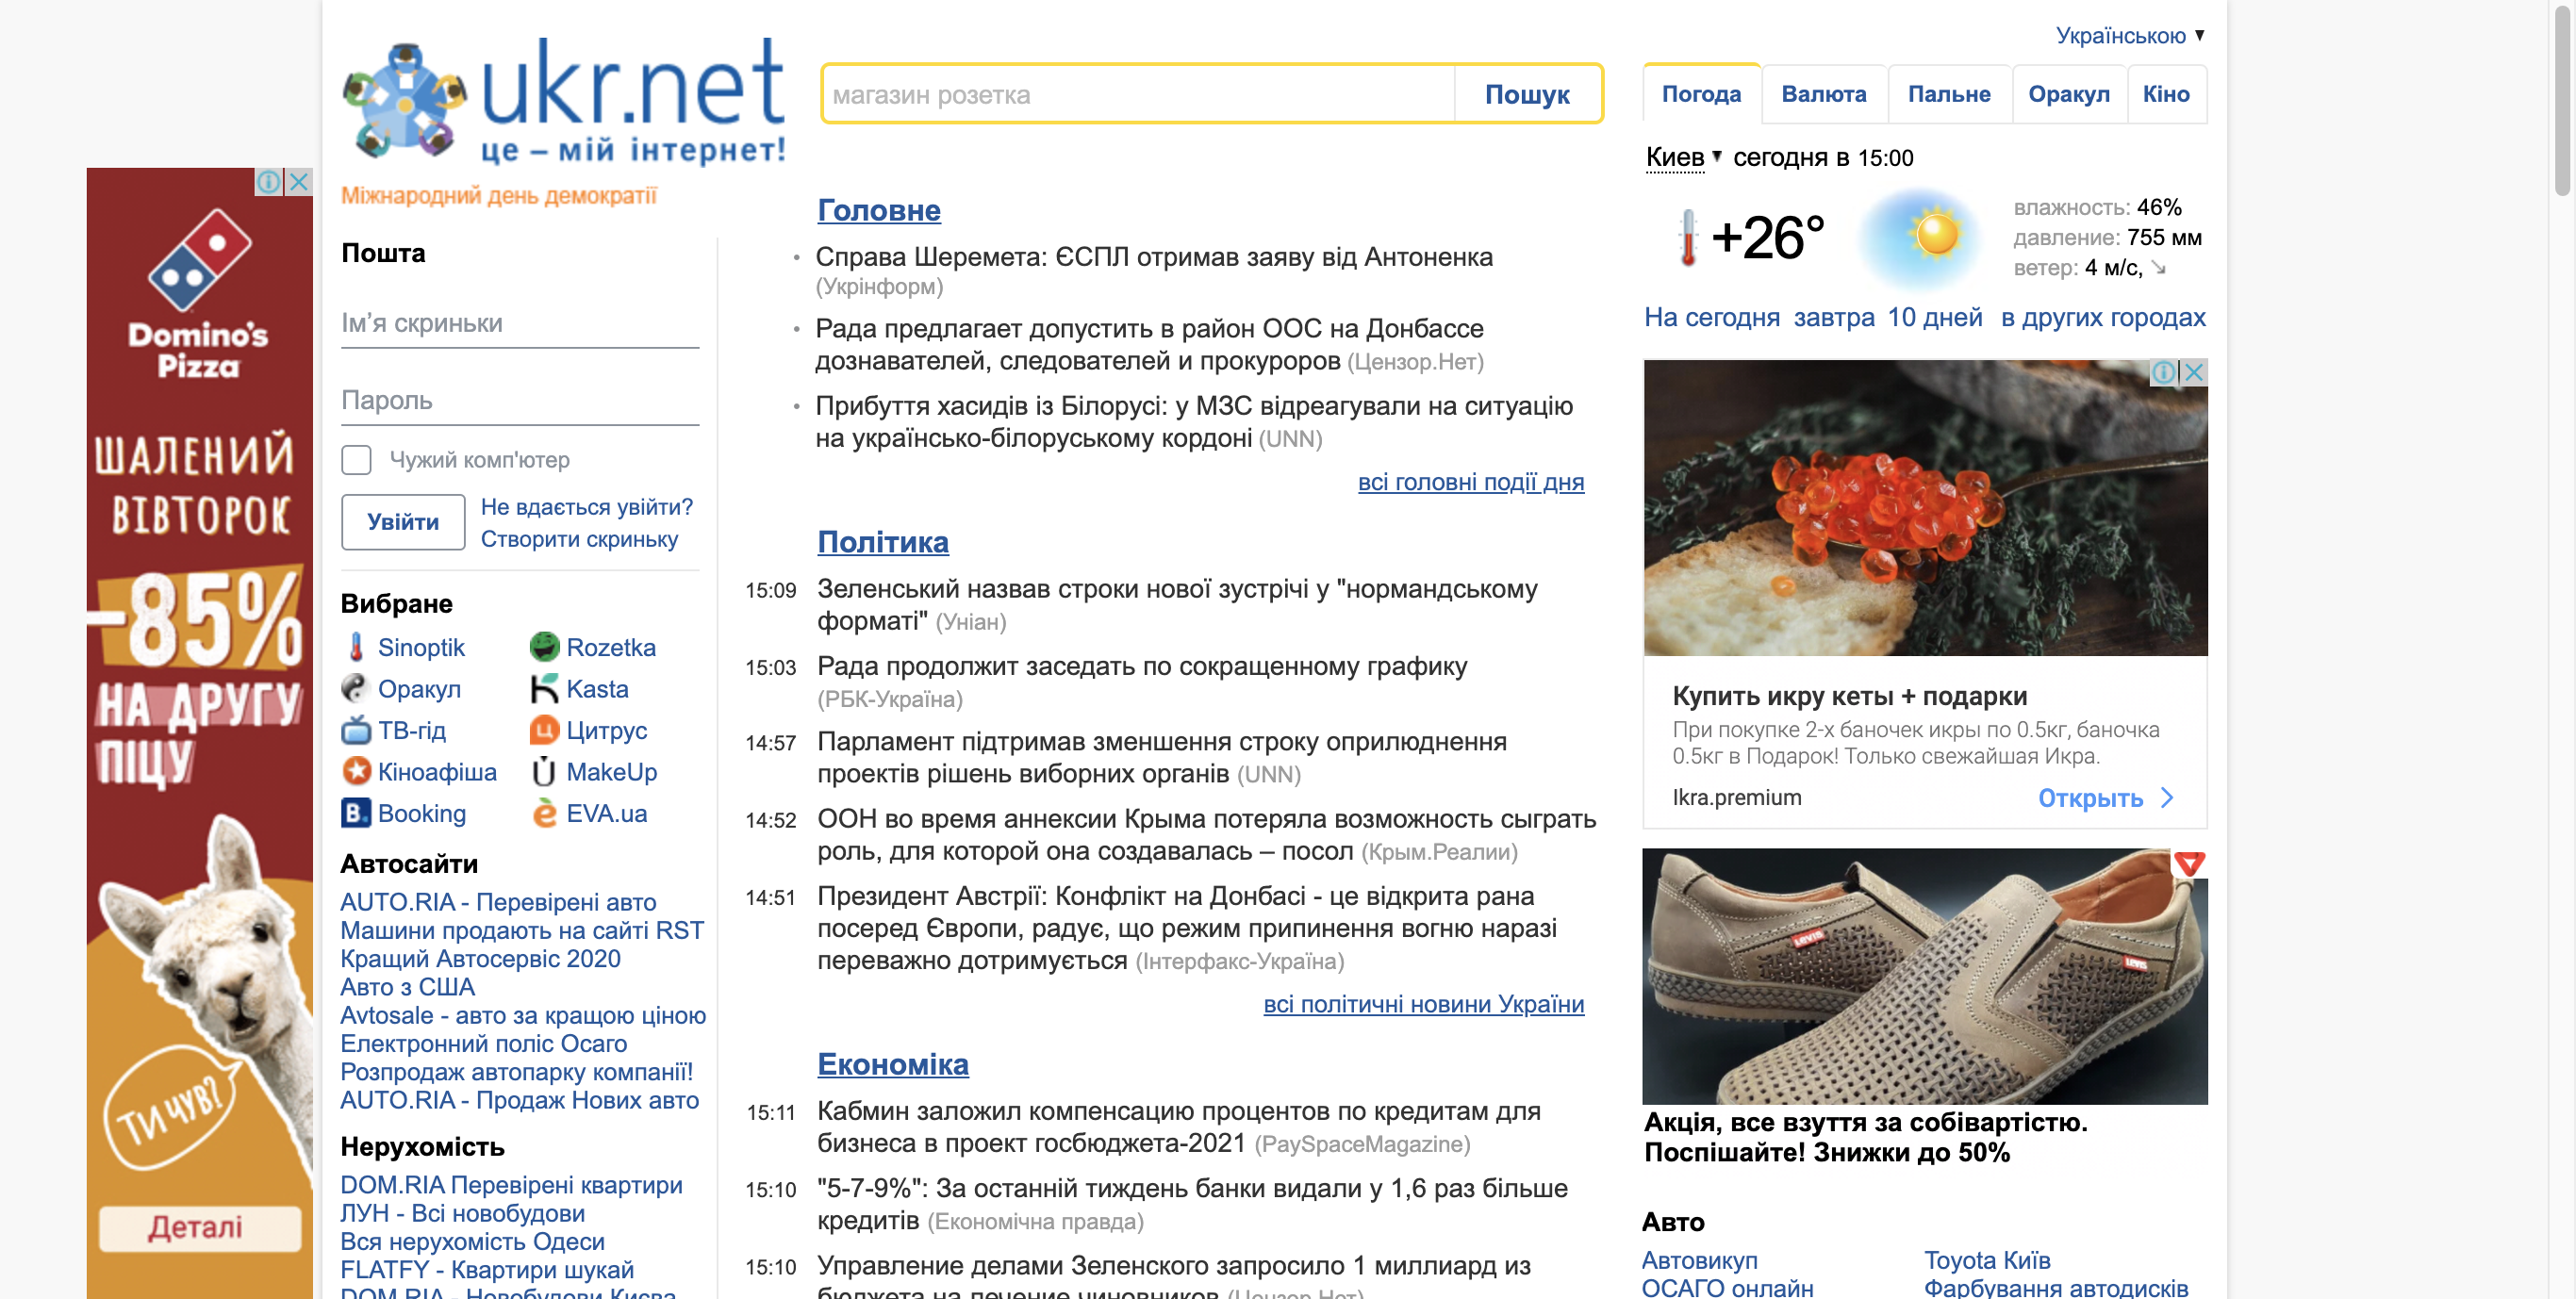 Українською ▼
ukr.net
це – мій інтернет!
Міжнародний день демократії
магазин розетка
Пошук
Погода
Валюта
Пальне
Оракул
Кіно
Киев ▼ сегодня в 15:00
+26°
влажность: 46%
давление: 755 мм
ветер: 4 м/с, ↘
На сегодня завтра 10 дней в других городах
Domino's
Pizza
ШАЛЕНИЙ
ВІВТОРОК
-85%
НА ДРУГУ
ПІЦУ
ТИ ЧУВ?
Деталі
Пошта
Ім'я скриньки
Пароль
Чужий комп'ютер
Увійти
Не вдається увійти?
Створити скриньку
Вибране
Sinoptik
Rozetka
Оракул
Kasta
ТВ-гід
Цитрус
Кіноафіша
MakeUp
B. Booking
EVA.ua
Автосайти
AUTO.RIA - Перевірені авто
Машини продають на сайті RST
Кращий Автосервіс 2020
Авто з США
Avtosale - авто за кращою ціною
Електронний поліс Осаго
Розпродаж автопарку компанії!
AUTO.RIA - Продаж Нових авто
Нерухомість
DOM.RIA Перевірені квартири
ЛУН - Всі новобудови
Вся нерухомість Одеси
FLATFY - Квартири шукай
DOM.RIA - Новобудови Києва
Головне
• Справа Шеремета: ЄСПЛ отримав заяву від Антоненка
(Укрінформ)
• Рада предлагает допустить в район ООС на Донбассе
дознавателей, следователей и прокуроров (Цензор.Нет)
• Прибуття хасидів із Білорусі: у МЗС відреагували на ситуацію
на українсько-білоруському кордоні (UNN)
всі головні події дня
Політика
15:09 Зеленський назвав строки нової зустрічі у "нормандському
форматі" (Уніан)
15:03 Рада продолжит заседать по сокращенному графику
(РБК-Україна)
14:57 Парламент підтримав зменшення строку оприлюднення
проектів рішень виборних органів (UNN)
14:52 ООН во время аннексии Крыма потеряла возможность сыграть
роль, для которой она создавалась – посол (Крым.Реалии)
14:51 Президент Австрії: Конфлікт на Донбасі - це відкрита рана
посеред Європи, радує, що режим припинення вогню наразі
переважно дотримується (Інтерфакс-Україна)
всі політичні новини України
Економіка
15:11 Кабмин заложил компенсацию процентов по кредитам для
бизнеса в проект госбюджета-2021 (PaySpaceMagazine)
15:10 "5-7-9%": За останній тиждень банки видали у 1,6 раз більше
кредитів (Економічна правда)
15:10 Управление делами Зеленского запросило 1 миллиард из
бюджета на лечение чиновников (Цензор.Нет)
Купить икру кеты + подарки
При покупке 2-х баночек икры по 0.5кг, баночка
0.5кг в Подарок! Только свежайшая Икра.
Ikra.premium
Открыть
LEVIS
LEVIS
Акція, все взуття за собівартістю.
Поспішайте! Знижки до 50%
Авто
Автовикуп
Toyota Київ
ОСАГО онлайн
Фарбування автодисків